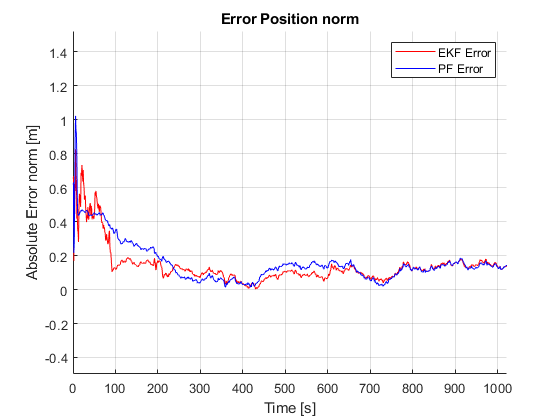 Error Position norm
EKF Error
PF Error
1.4
1.2
1
0.8
0.6
0.4
0.2
0
-0.2
-0.4
Absolute Error norm [m]
0 100 200 300 400 500 600 700 800 900 1000
Time [s]